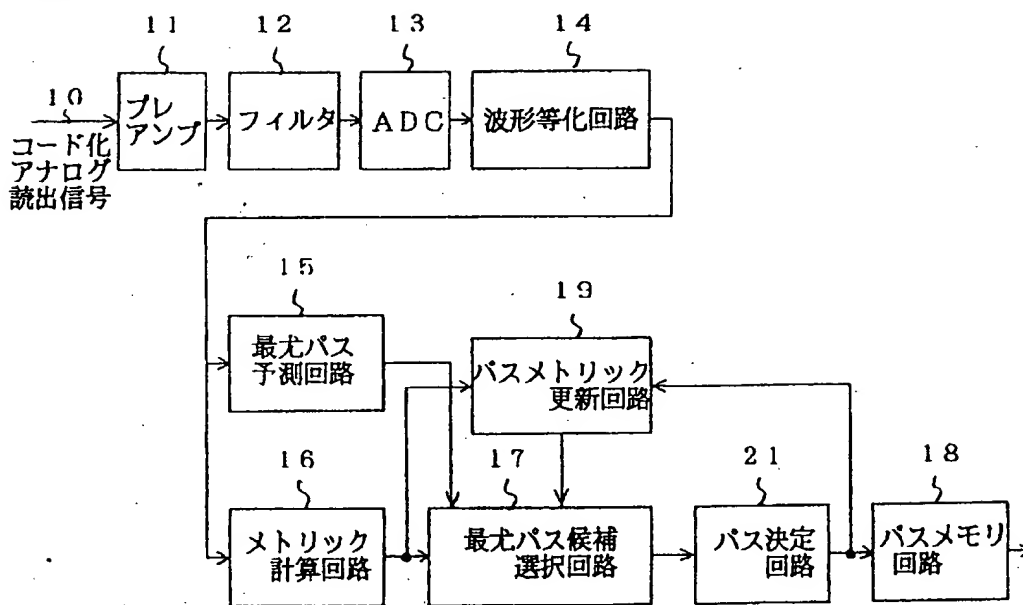 11
12
13
14
10
プレ
アンプ
フィルタ
ADC
波形等化回路
コード化
アナログ
読出信号
15
19
最尤パス
予測回路
パスメトリック
更新回路
16
17
21
18
メトリック
計算回路
最尤パス候補
選択回路
パス決定
回路
パスメモリ
回路